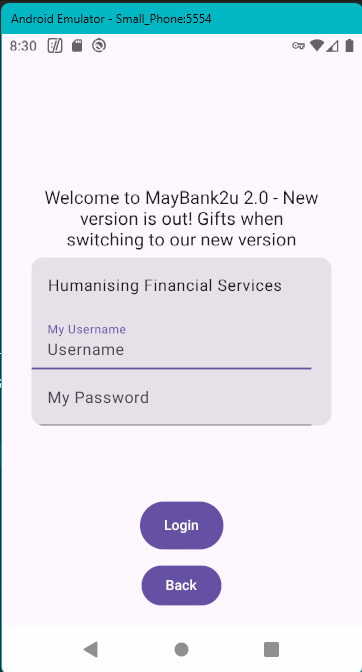 Android Emulator - Small_Phone:5554
8:30
Welcome to MayBank2u 2.0 - New
version is out! Gifts when
switching to our new version
Humanising Financial Services
My Username
Username
My Password
Login
Back